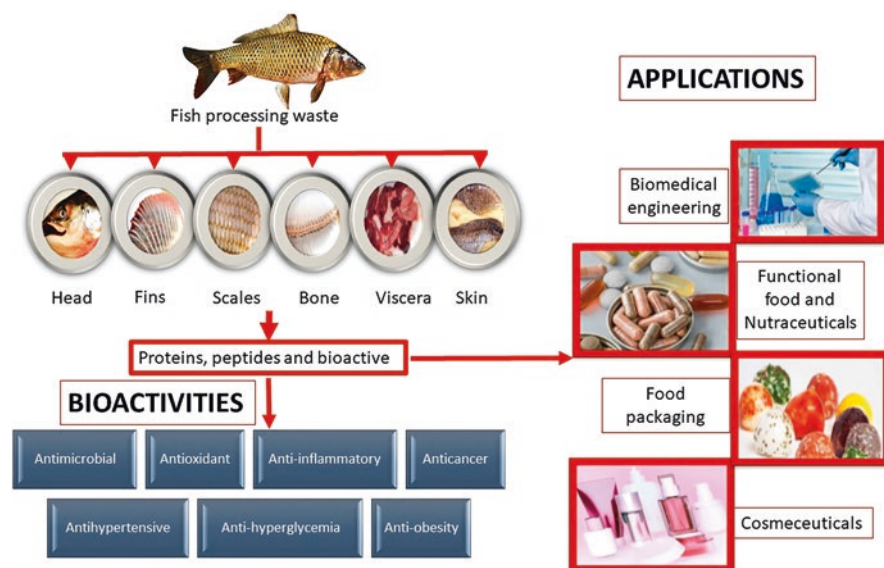 Fish processing waste
Head Fins Scales Bone Viscera Skin
Proteins, peptides and bioactive
BIOACTIVITIES
Antimicrobial Antioxidant Anti-inflammatory Anticancer
Antihypertensive Anti-hyperglycemia Anti-obesity
APPLICATIONS
Biomedical
engineering
Functional
food and
Nutraceuticals
Food
packaging
Cosmeceuticals